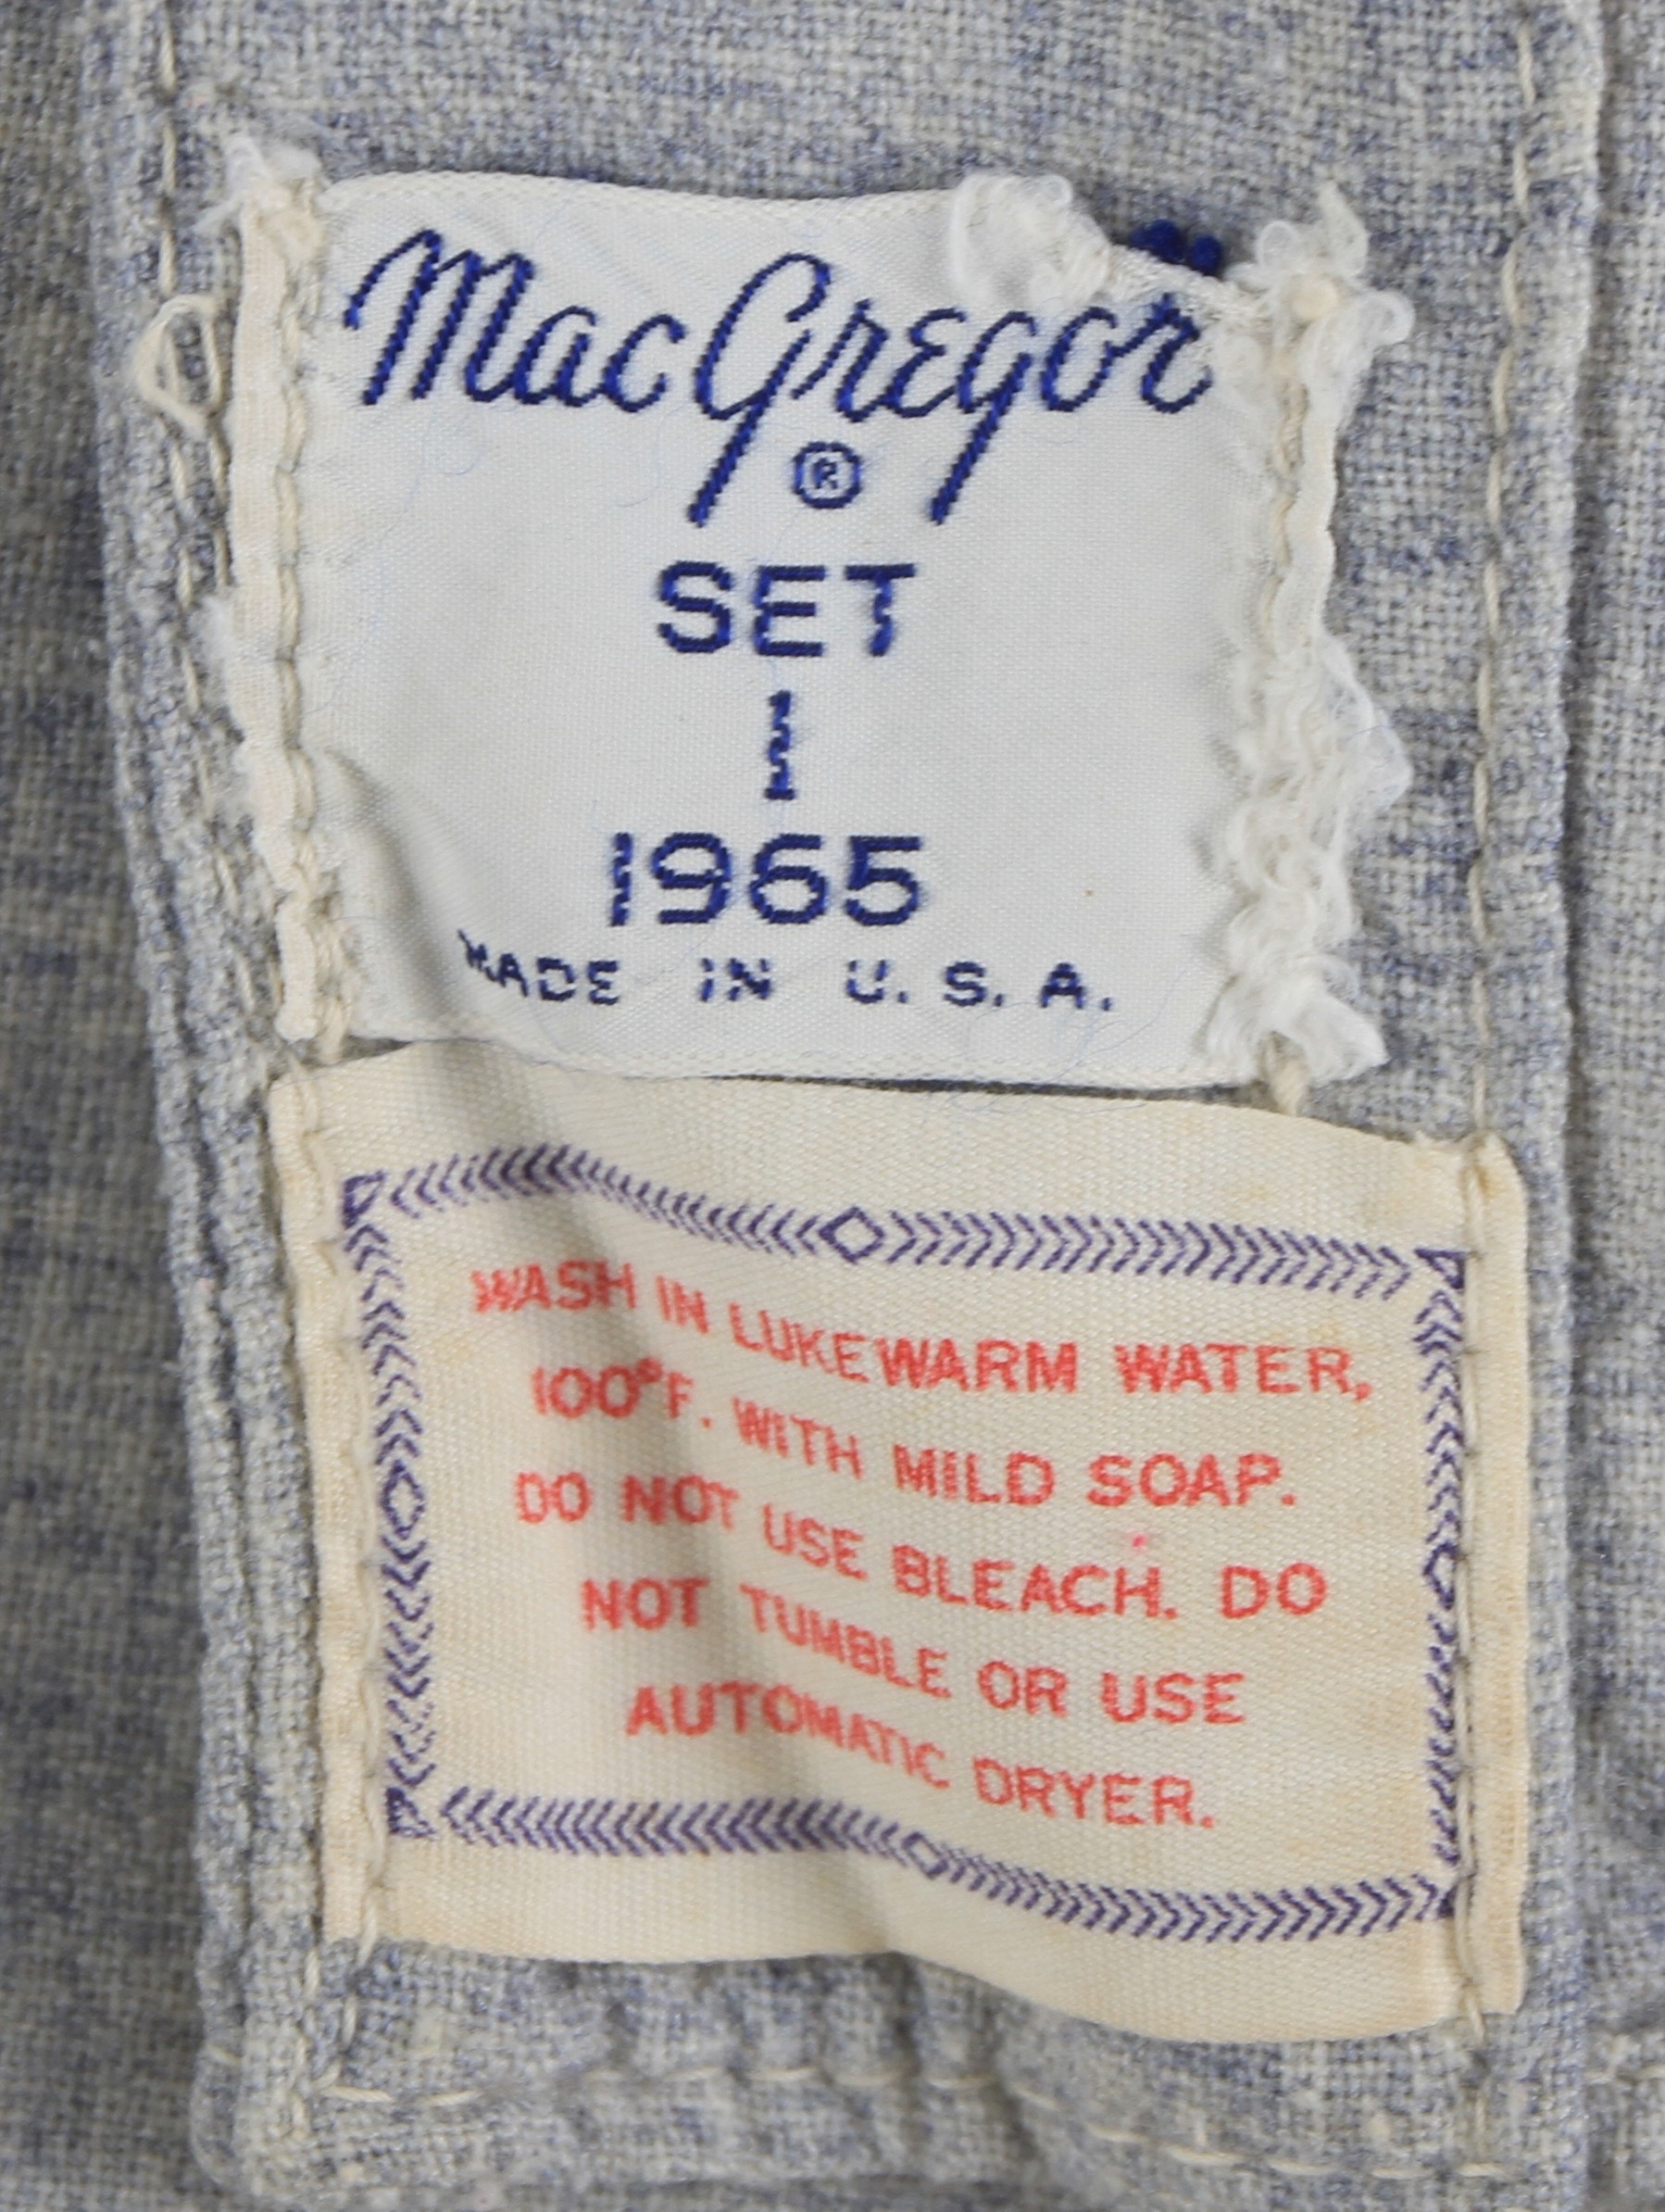 MacGregor
®
SET
1
1965
MADE IN U.S.A.
WASH IN LUKEWARM WATER,
100°F. WITH MILD SOAP.
DO NOT USE BLEACH. DO
NOT TUMBLE OR USE
AUTOMATIC DRYER.